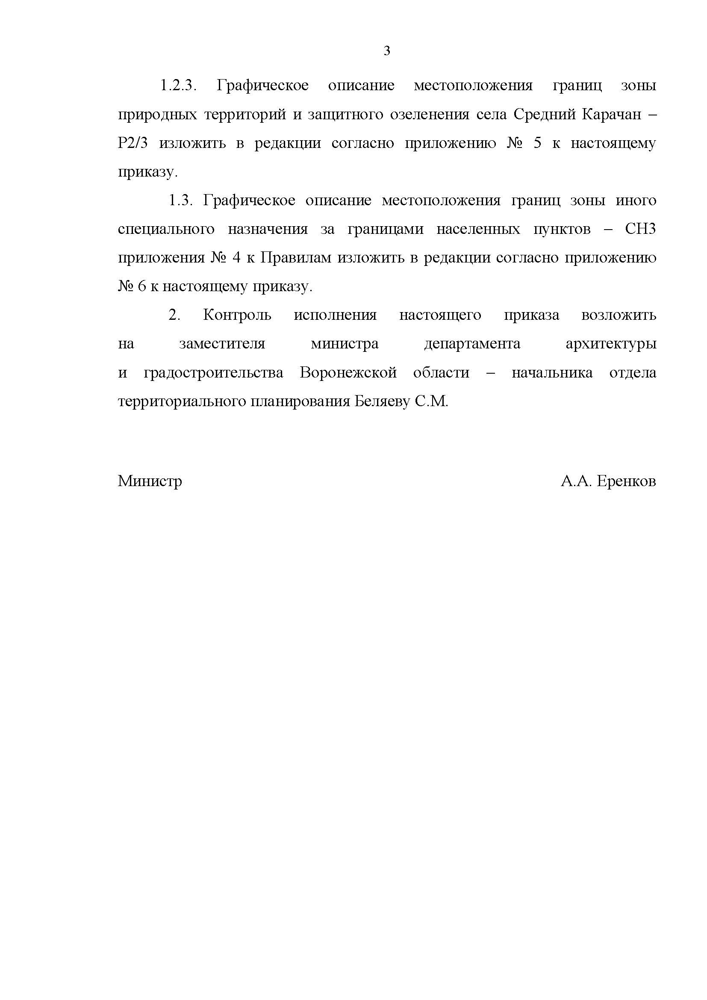 3
1.2.3. Графическое описание местоположения границ зоны
природных территорий и защитного озеленения села Средний Карачан –
Р2/3 изложить в редакции согласно приложению № 5 к настоящему
приказу.
1.3. Графическое описание местоположения границ зоны иного
специального назначения за границами населенных пунктов – СН3
приложения № 4 к Правилам изложить в редакции согласно приложению
№ 6 к настоящему приказу.
2. Контроль исполнения настоящего приказа возложить
на заместителя министра департамента архитектуры
и градостроительства Воронежской области – начальника отдела
территориального планирования Беляеву С.М.
Министр А.А. Еренков